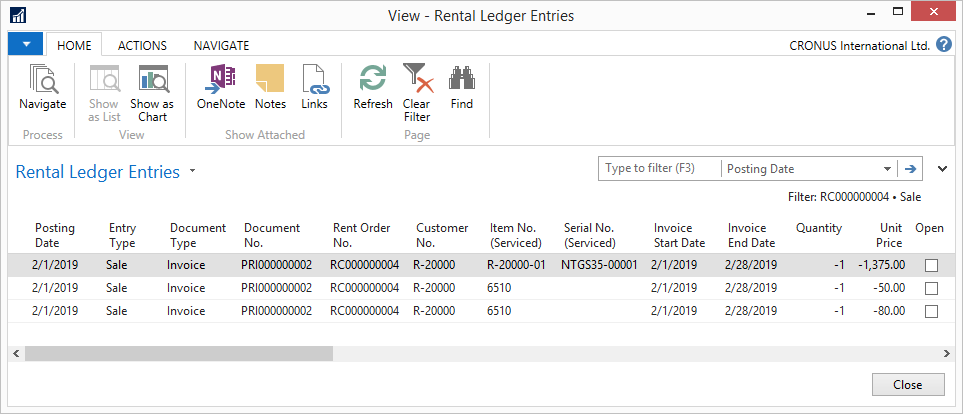 View - Rental Ledger Entries
HOME ACTIONS NAVIGATE CRONUS International Ltd. ?
Navigate Show as List Show as Chart OneNote Notes Links Refresh Clear Filter Find
Process View Show Attached Page
Rental Ledger Entries Type to filter (F3) Posting Date
Filter: RC000000004 • Sale
Posting Date Entry Type Document Type Document No. Rent Order No. Customer No. Item No. (Serviced) Serial No. (Serviced) Invoice Start Date Invoice End Date Quantity Unit Price Open
2/1/2019 Sale Invoice PRI000000002 RC000000004 R-20000 R-20000-01 NTGS35-00001 2/1/2019 2/28/2019 -1 -1,375.00
2/1/2019 Sale Invoice PRI000000002 RC000000004 R-20000 6510 2/1/2019 2/28/2019 -1 -50.00
2/1/2019 Sale Invoice PRI000000002 RC000000004 R-20000 6510 2/1/2019 2/28/2019 -1 -80.00
Close